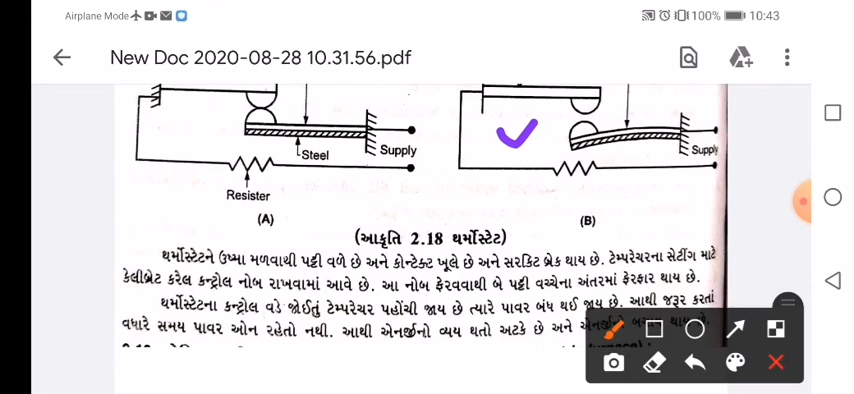 Airplane Mode 100% 10:43
New Doc 2020-08-28 10.31.56.pdf
Steel Supply Supply
Resister
(A) (B)
(આકૃતિ 2.18 થર્મોસ્ટેટ)
થર્મોસ્ટેટને ઉષ્મા મળવાથી પટ્ટી વળે છે અને કોન્ટેક્ટ ખૂલે છે અને સરકિટ બ્રેક થાય છે. ટેમ્પરેચરના સેટીંગ માટે
કેલીબ્રેટ કરેલ કન્ટ્રોલ નોબ રાખવામાં આવે છે. આ નોબ ફેરવવાથી બે પટ્ટી વચ્ચેના અંતરમાં ફેરફાર થાય છે.
થર્મોસ્ટેટના કન્ટ્રોલ વડે જોઈતું ટેમ્પરેચર પહોંચી જાય છે ત્યારે પાવર બંધ થઈ જાય છે. આથી જરૂર કરતાં
વધારે સમય પાવર ઓન રહેતો નથી. આથી એનર્જીનો વ્યય થતો અટકે છે અને